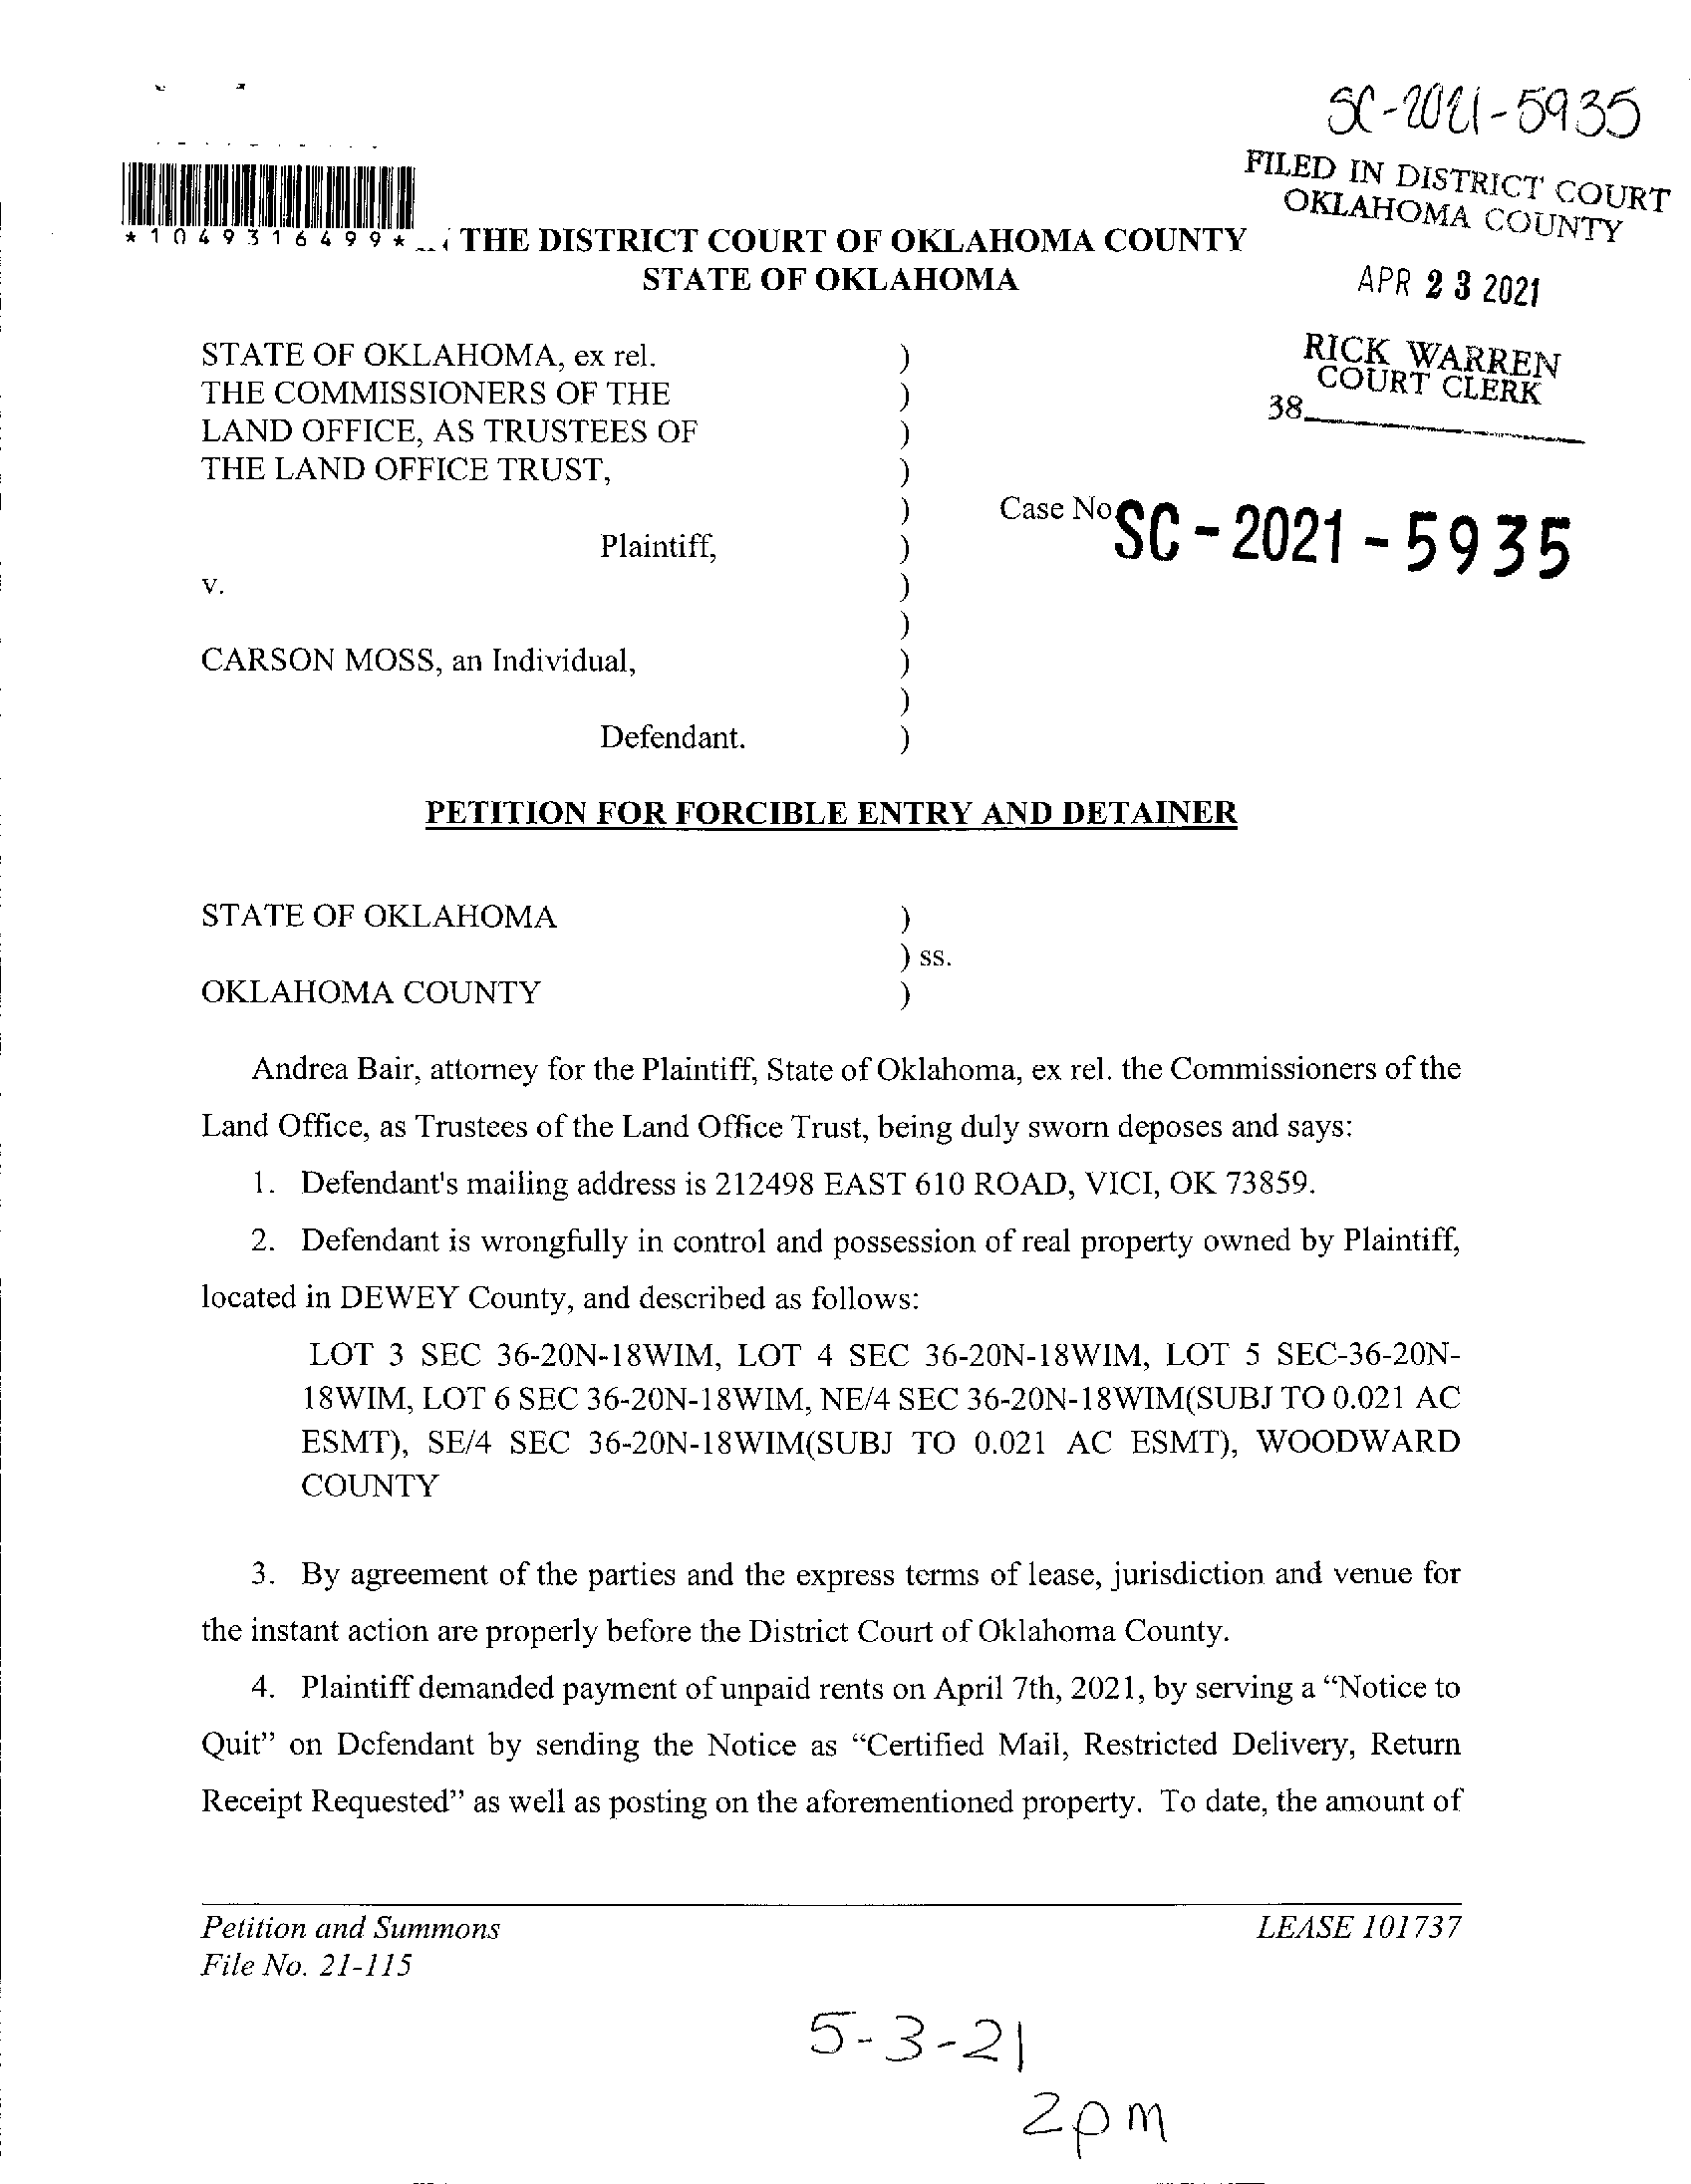 SC-2021-5935
FILED IN DISTRICT COURT
OKLAHOMA COUNTY
*1049316499*
THE DISTRICT COURT OF OKLAHOMA COUNTY
STATE OF OKLAHOMA
APR 23 2021
RICK WARREN
COURT CLERK
38
STATE OF OKLAHOMA, ex rel. )
THE COMMISSIONERS OF THE )
LAND OFFICE, AS TRUSTEES OF )
THE LAND OFFICE TRUST, )
) Case No. SC-2021-5935
Plaintiff, )
v. )
)
CARSON MOSS, an Individual, )
)
Defendant. )
PETITION FOR FORCIBLE ENTRY AND DETAINER
STATE OF OKLAHOMA )
) ss.
OKLAHOMA COUNTY )
Andrea Bair, attorney for the Plaintiff, State of Oklahoma, ex rel. the Commissioners of the
Land Office, as Trustees of the Land Office Trust, being duly sworn deposes and says:
1. Defendant's mailing address is 212498 EAST 610 ROAD, VICI, OK 73859.
2. Defendant is wrongfully in control and possession of real property owned by Plaintiff,
located in DEWEY County, and described as follows:
LOT 3 SEC 36-20N-18WIM, LOT 4 SEC 36-20N-18WIM, LOT 5 SEC-36-20N-
18WIM, LOT 6 SEC 36-20N-18WIM, NE/4 SEC 36-20N-18WIM(SUBJ TO 0.021 AC
ESMT), SE/4 SEC 36-20N-18WIM(SUBJ TO 0.021 AC ESMT), WOODWARD
COUNTY
3. By agreement of the parties and the express terms of lease, jurisdiction and venue for
the instant action are properly before the District Court of Oklahoma County.
4. Plaintiff demanded payment of unpaid rents on April 7th, 2021, by serving a “Notice to
Quit” on Defendant by sending the Notice as “Certified Mail, Restricted Delivery, Return
Receipt Requested” as well as posting on the aforementioned property. To date, the amount of
Petition and Summons LEASE 101737
File No. 21-115
5-3-21
2pm